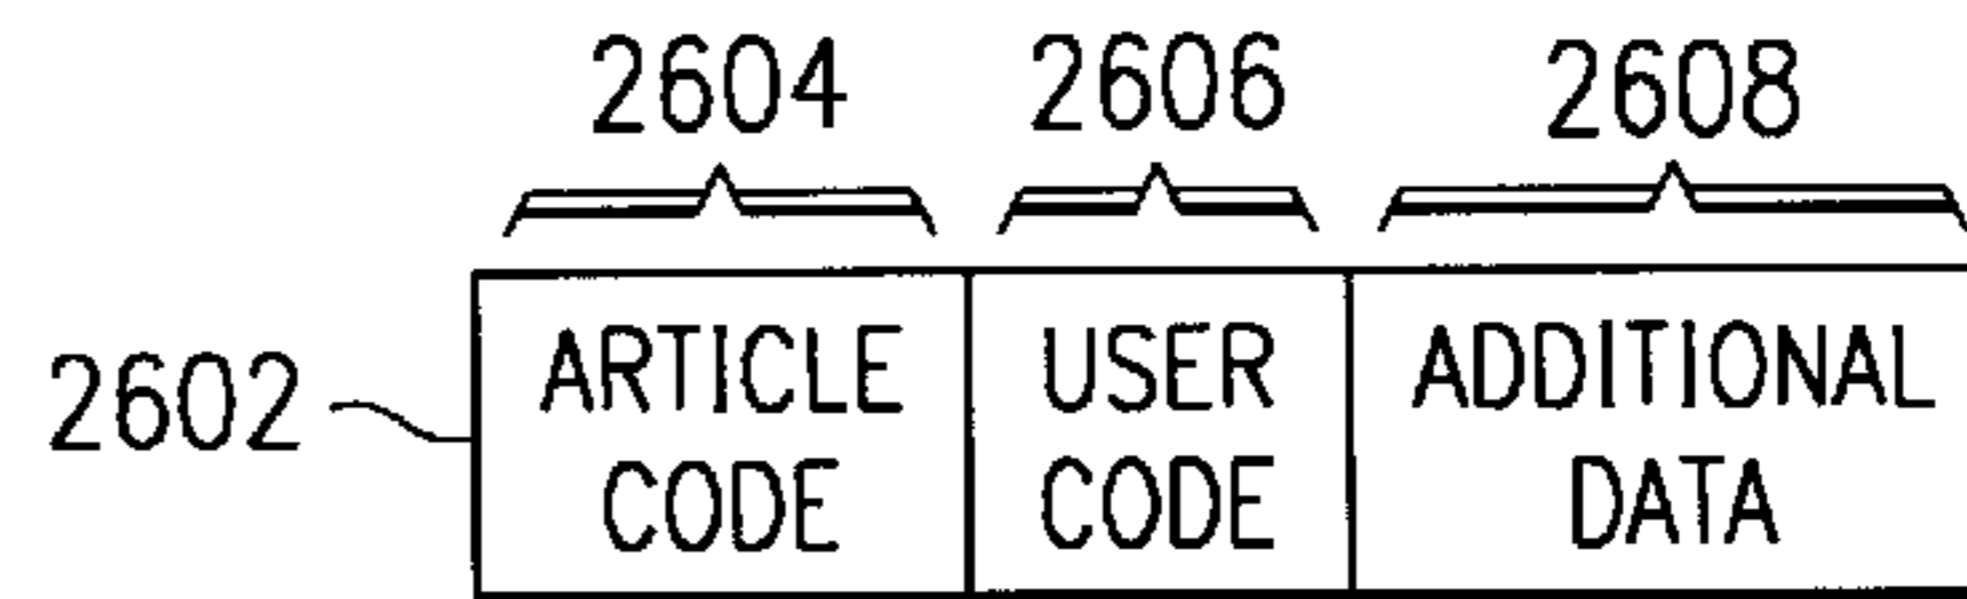 2604 2606 2608
2602 ARTICLE CODE USER CODE ADDITIONAL DATA